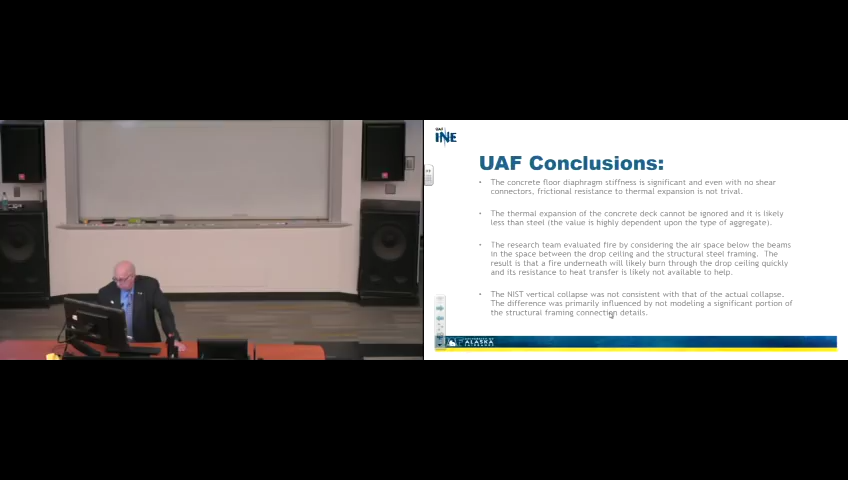 UAF
INE
UAF Conclusions:
• The concrete floor diaphragm stiffness is significant and even with no shear
connectors, frictional resistance to thermal expansion is not trival.
• The thermal expansion of the concrete deck cannot be ignored and it is likely
less than steel (the value is highly dependent upon the type of aggregate).
• The research team evaluated fire by considering the air space below the beams
in the space between the drop ceiling and the structural steel framing. The
result is that a fire underneath will likely burn through the drop ceiling quickly
and its resistance to heat transfer is likely not available to help.
• The NIST vertical collapse was not consistent with that of the actual collapse.
The difference was primarily influenced by not modeling a significant portion of
the structural framing connection details.
ALASKA